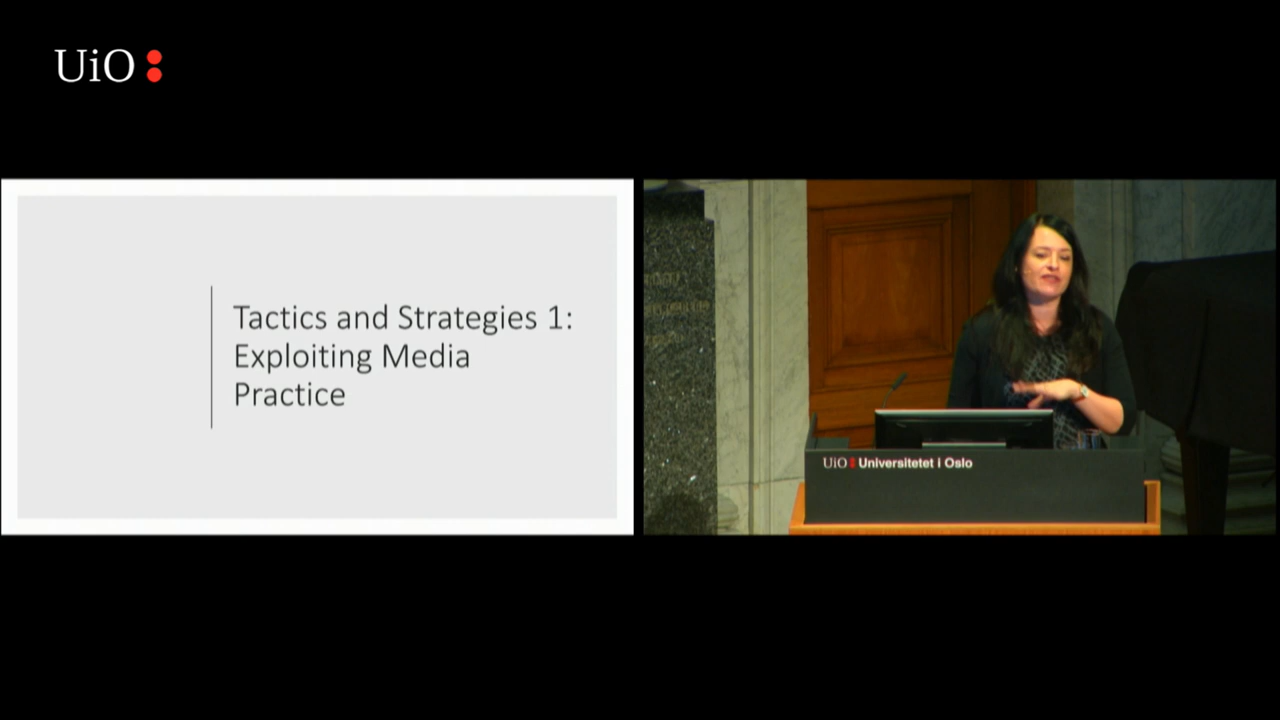 UiO
Tactics and Strategies 1:
Exploiting Media
Practice
UiO Universitetet i Oslo